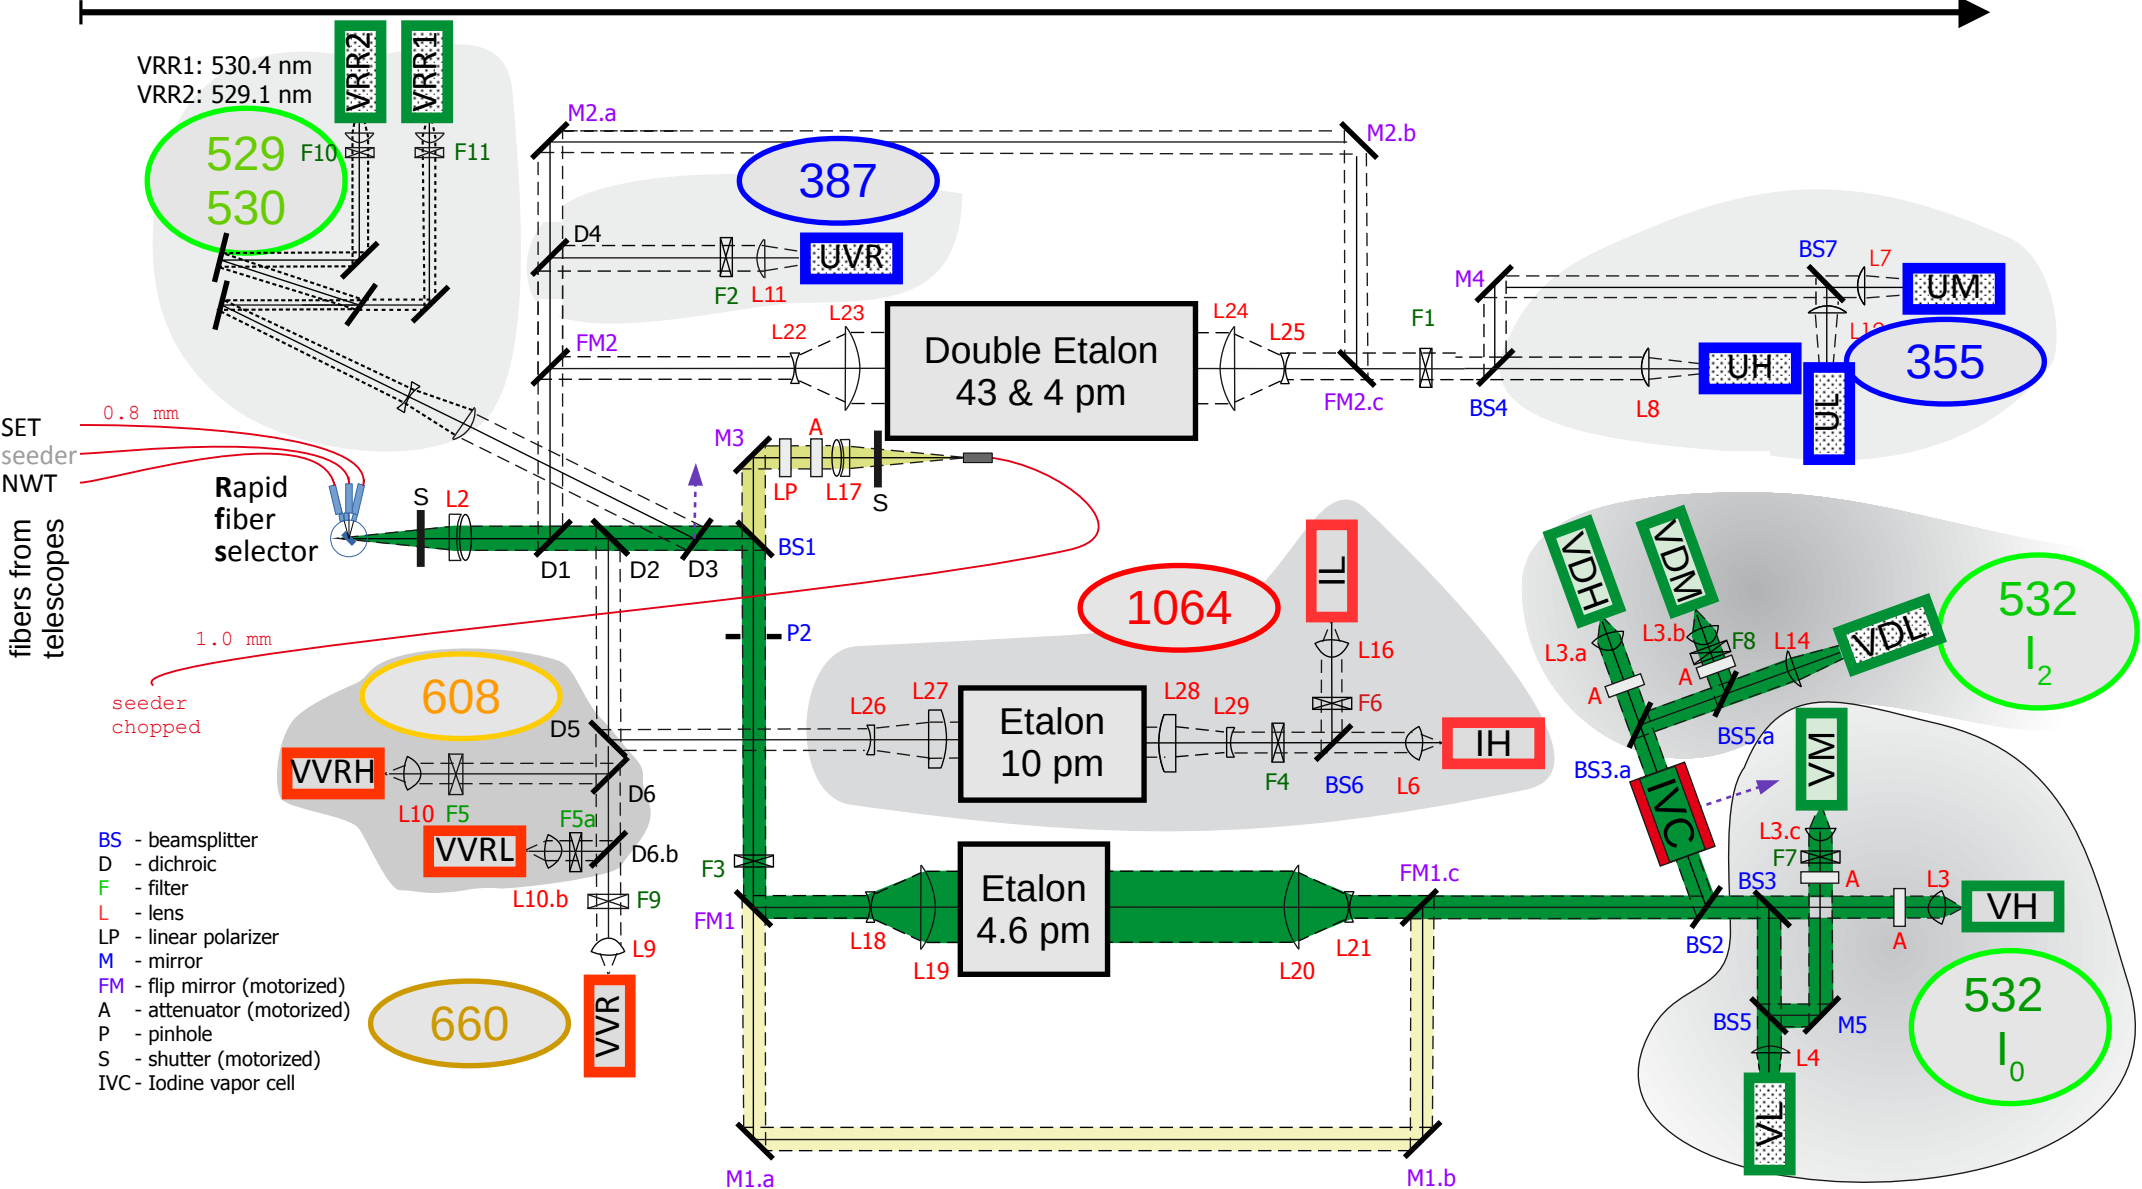 VRR1: 530.4 nm
VRR2: 529.1 nm
VRR2
VRR1
529
530
F10
F11
M2.a
M2.b
387
D4
UVR
F2
L11
FM2
L22
L23
Double Etalon
43 & 4 pm
L24
L25
FM2.c
F1
M4
BS4
BS7
L7
UM
UH
L8
355
UL
SET
seeder
NWT
0.8 mm
fibers from
telescopes
Rapid
fiber
selector
S
L2
D1
D2
D3
BS1
M3
LP
A
L17
S
1.0 mm
seeder
chopped
P2
1064
IL
L16
F6
L26
L27
Etalon
10 pm
L28
L29
F4
BS6
L6
IH
608
D5
VVRH
L10
F5
D6
F5a
VVRL
D6.b
L10.b
F9
L9
VVR
660
F3
FM1
L18
L19
Etalon
4.6 pm
L20
L21
FM1.c
M1.a
M1.b
VDH
VDM
VDL
L3.a
L3.b
F8
L14
A
A
BS5.a
BS3.a
IVC
532
I2
VM
L3.c
F7
A
BS3
L3
VH
A
BS2
BS5
M5
L4
VL
532
I0
BS - beamsplitter
D - dichroic
F - filter
L - lens
LP - linear polarizer
M - mirror
FM - flip mirror (motorized)
A - attenuator (motorized)
P - pinhole
S - shutter (motorized)
IVC - Iodine vapor cell